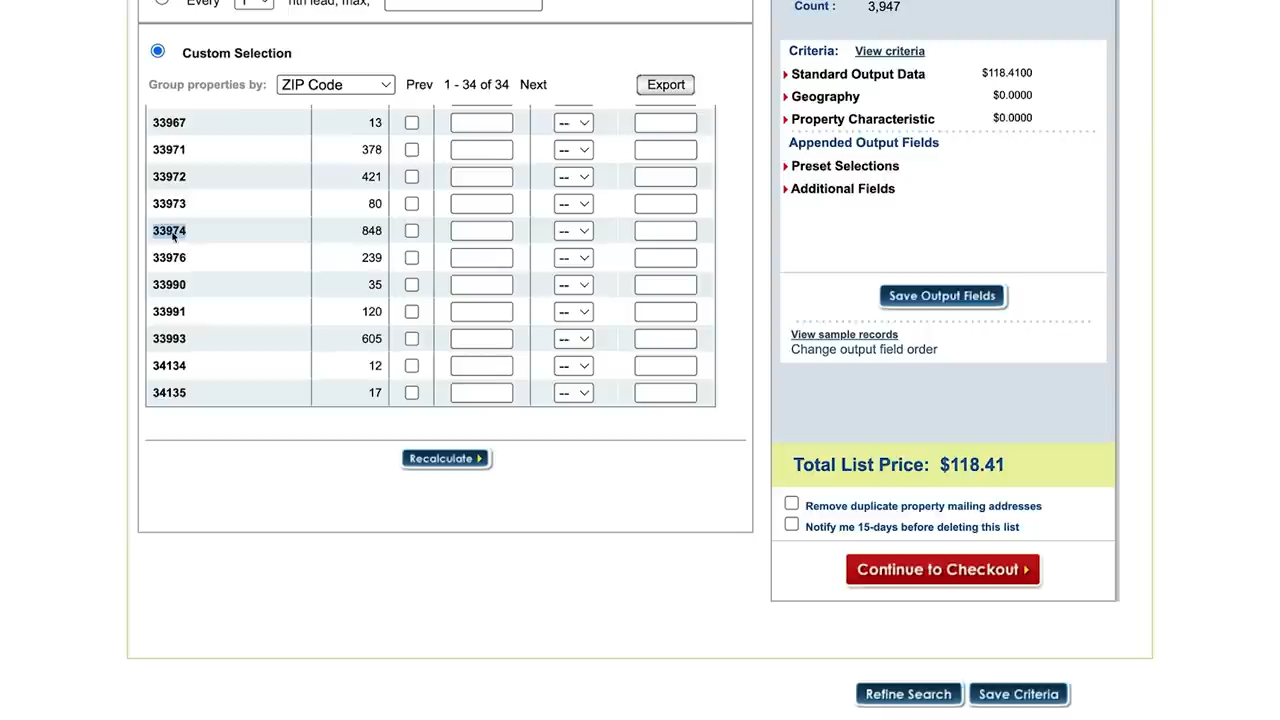 Every 1 nth lead, max,
Custom Selection
Group properties by: ZIP Code Prev 1 - 34 of 34 Next Export
33967 13 --
33971 378 --
33972 421 --
33973 80 --
33974 848 --
33976 239 --
33990 35 --
33991 120 --
33993 605 --
34134 12 --
34135 17 --
Recalculate
Count : 3,947
Criteria: View criteria
Standard Output Data $118.4100
Geography $0.0000
Property Characteristic $0.0000
Appended Output Fields
Preset Selections
Additional Fields
Save Output Fields
View sample records
Change output field order
Total List Price: $118.41
Remove duplicate property mailing addresses
Notify me 15-days before deleting this list
Continue to Checkout
Refine Search Save Criteria